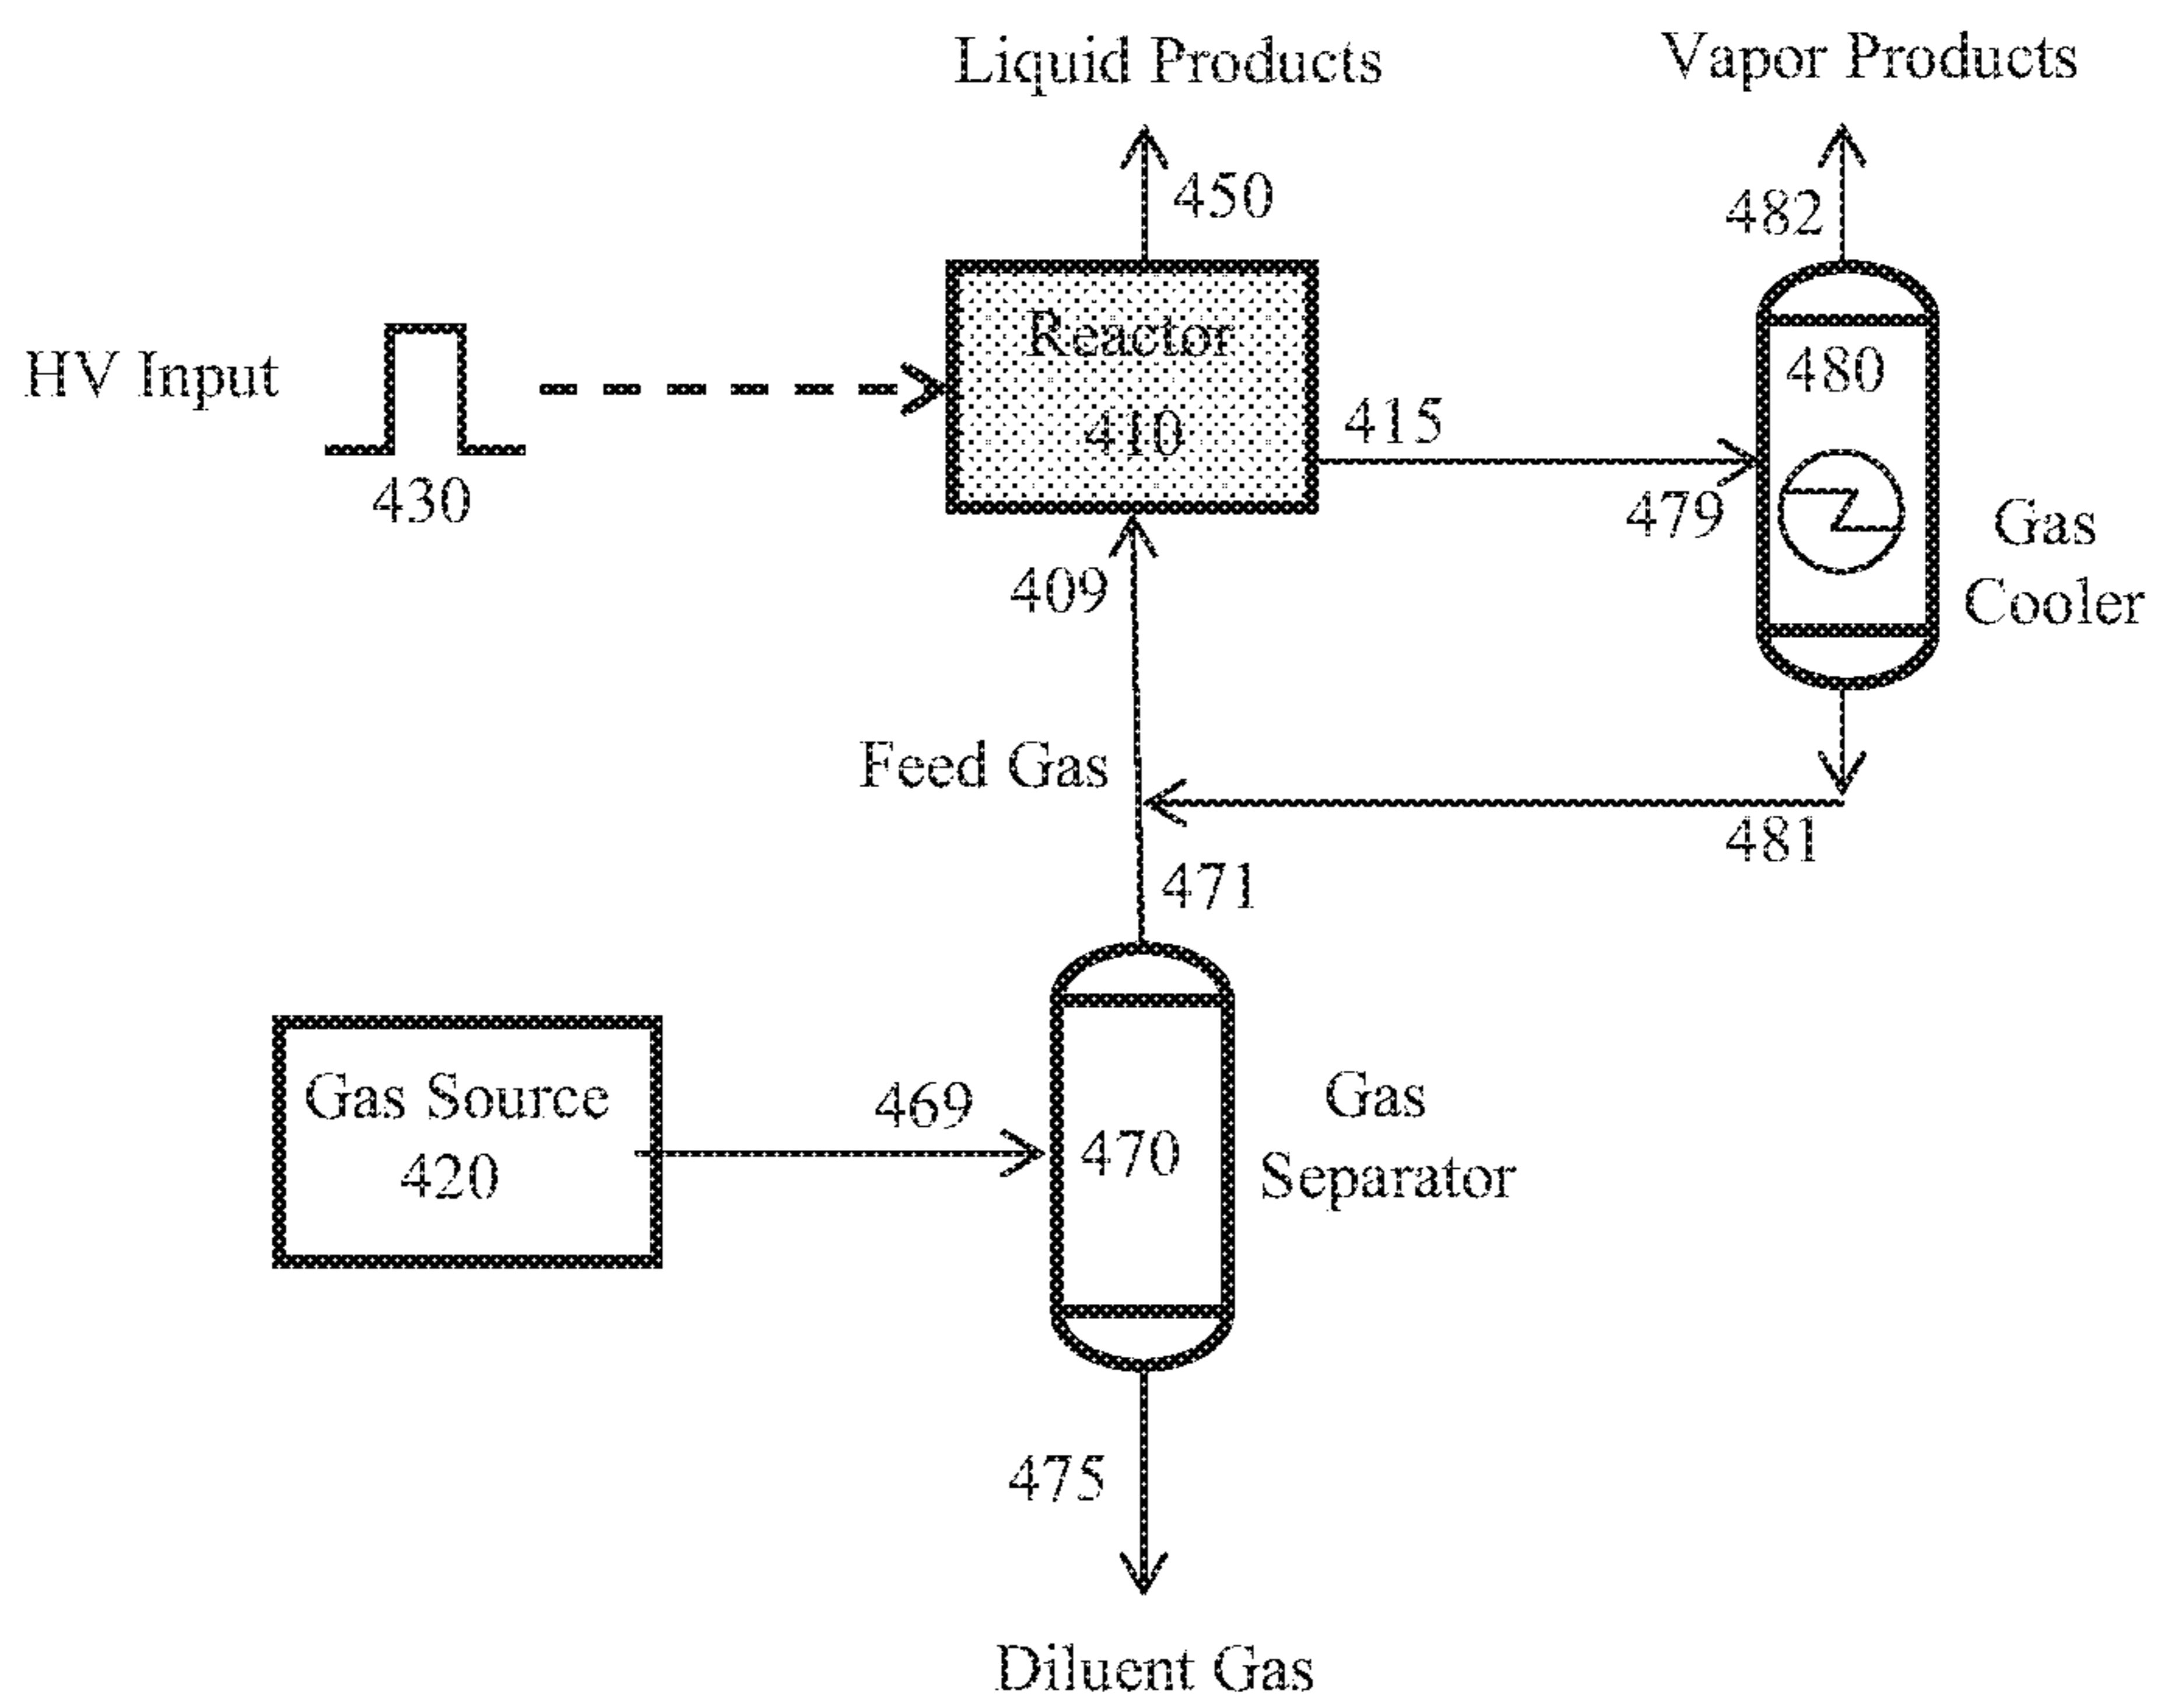 Liquid Products
Vapor Products
450
482
HV Input
430
Reactor
410
415
480
479
Gas
Cooler
409
Feed Gas
481
471
Gas Source
420
469
470
Gas
Separator
475
Diluent Gas